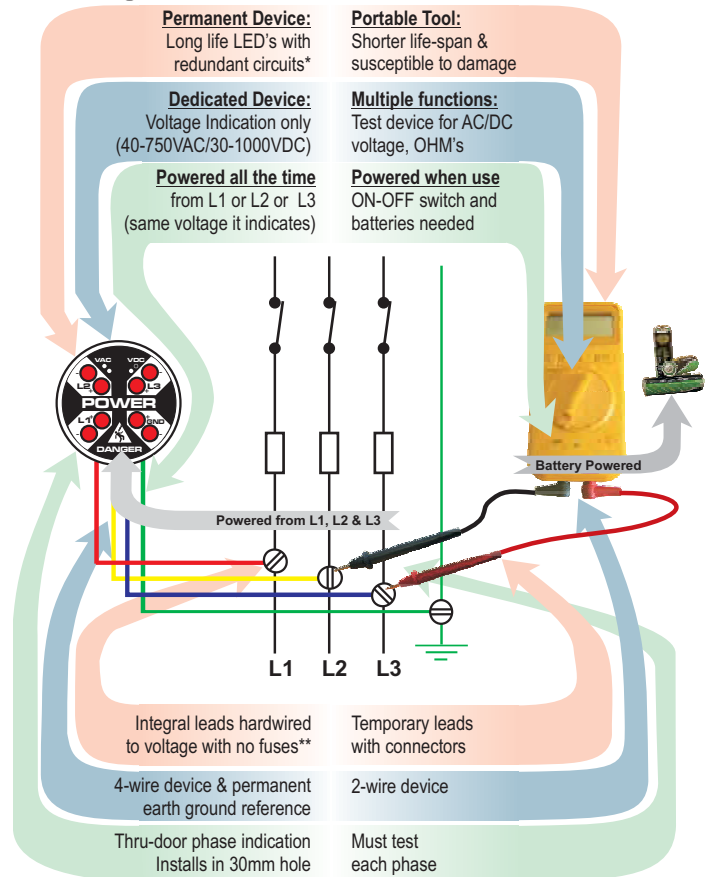 Permanent Device:
Long life LED's with
redundant circuits*
Portable Tool:
Shorter life-span &
susceptible to damage
Dedicated Device:
Voltage Indication only
(40-750VAC/30-1000VDC)
Multiple functions:
Test device for AC/DC
voltage, OHM's
Powered all the time
from L1 or L2 or L3
(same voltage it indicates)
Powered when use
ON-OFF switch and
batteries needed
VAC VDC
L2 L3
POWER
L1 GND
DANGER
Battery Powered
Powered from L1, L2 & L3
L1 L2 L3
Integral leads hardwired
to voltage with no fuses**
Temporary leads
with connectors
4-wire device & permanent
earth ground reference
2-wire device
Thru-door phase indication
Installs in 30mm hole
Must test
each phase